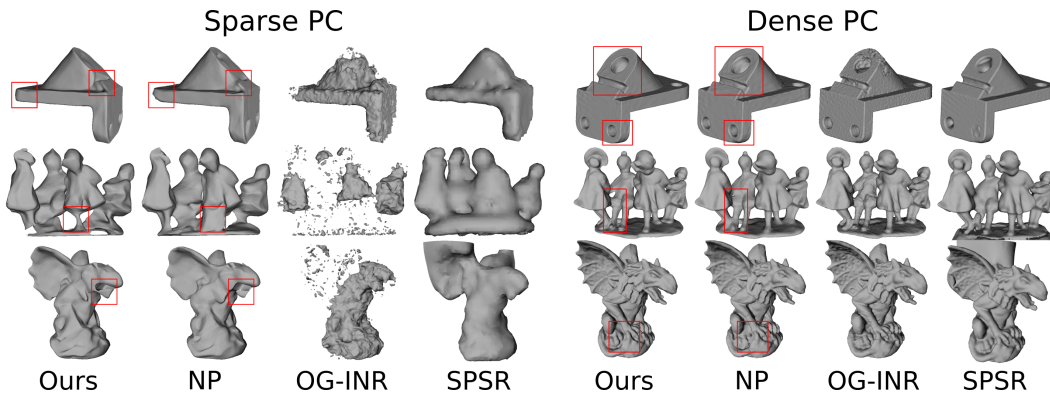 Sparse PC Dense PC
Ours NP OG-INR SPSR Ours NP OG-INR SPSR